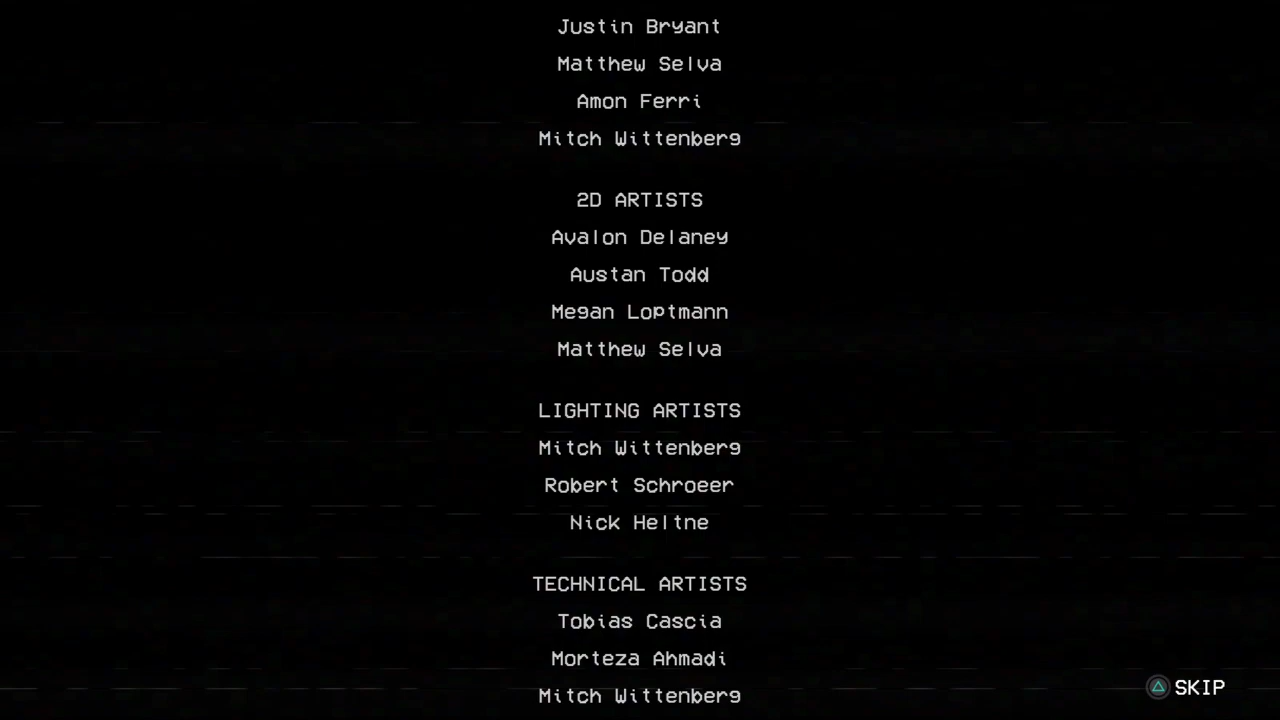 Justin Bryant
Matthew Selva
Amon Ferri
Mitch Wittenberg
2D ARTISTS
Avalon Delaney
Austan Todd
Megan Loptmann
Matthew Selva
LIGHTING ARTISTS
Mitch Wittenberg
Robert Schroeer
Nick Heltne
TECHNICAL ARTISTS
Tobias Cascia
Morteza Ahmadi
Mitch Wittenberg
SKIP